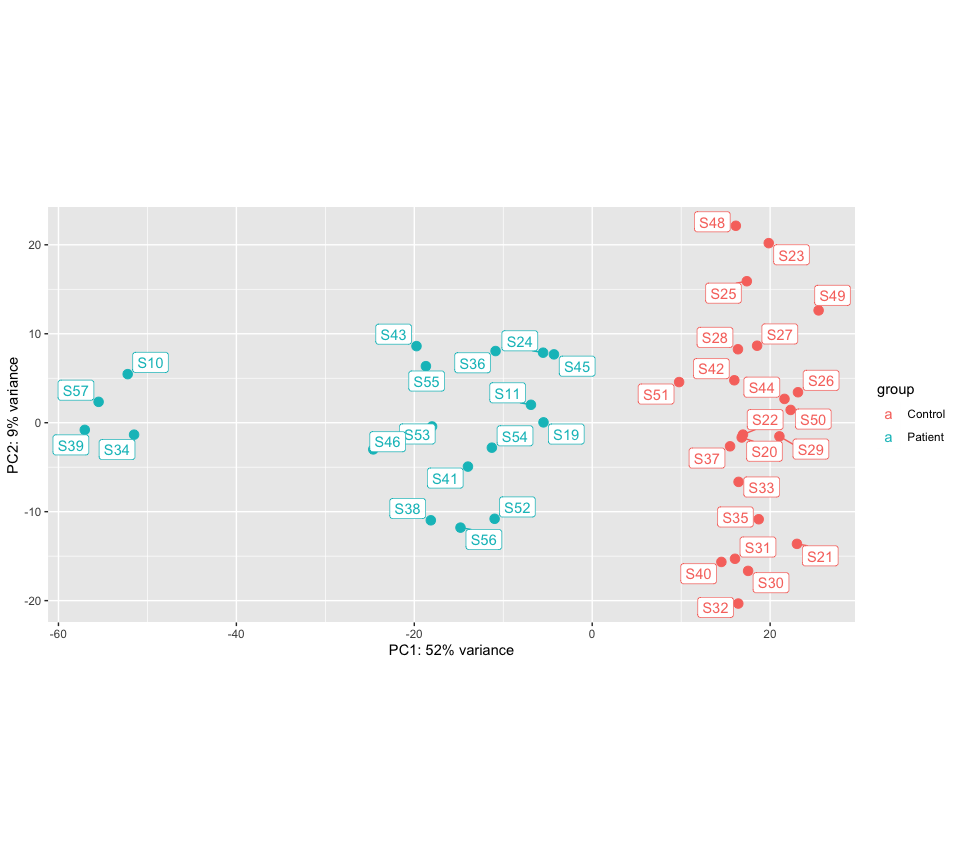 S48
S23
20
S25
S49
S43
S24
10
S28
S27
S10
S36
S45
S42
S57
S55
S44
S26
S11
S51
group
PC2: 9% variance
a Control
0
S22
S50
a Patient
S39
S34
S46
S53
S54
S19
S37
S20
S29
S41
S33
S38
S52
-10
S35
S56
S31
S21
S40
S30
-20
S32
-60
-40
-20
0
20
PC1: 52% variance